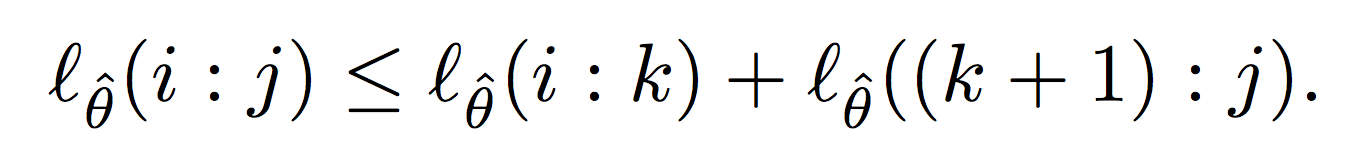 ℓ_θ̂(i : j) ≤ ℓ_θ̂(i : k) + ℓ_θ̂((k + 1) : j).